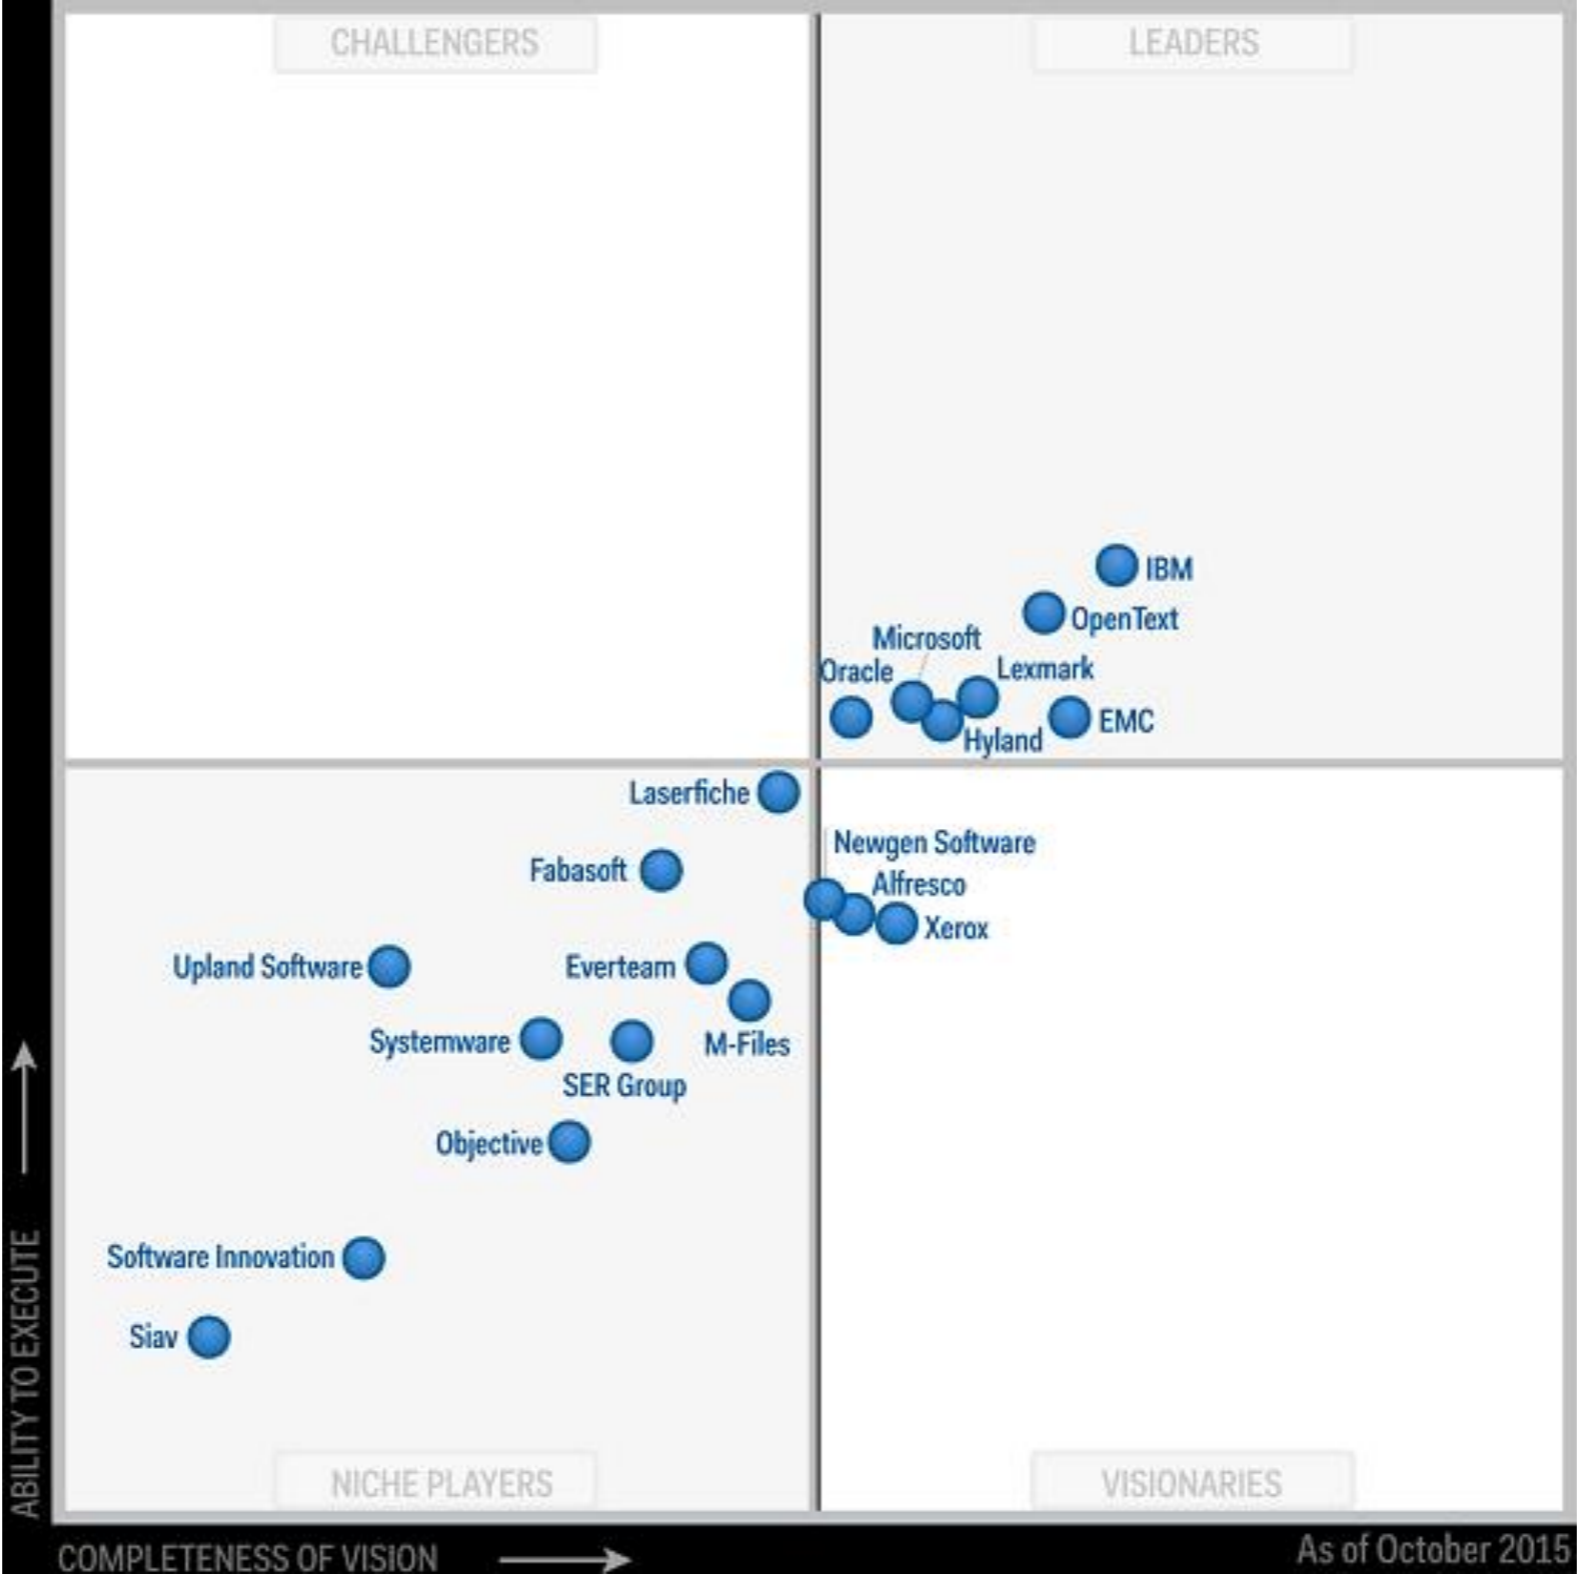 CHALLENGERS
LEADERS
IBM
OpenText
Microsoft
Oracle
Lexmark
EMC
Hyland
Laserfiche
Newgen Software
Fabasoft
Alfresco
Xerox
Upland Software
Everteam
Systemware
M-Files
SER Group
Objective
Software Innovation
Siav
NICHE PLAYERS
VISIONARIES
ABILITY TO EXECUTE
COMPLETENESS OF VISION
As of October 2015